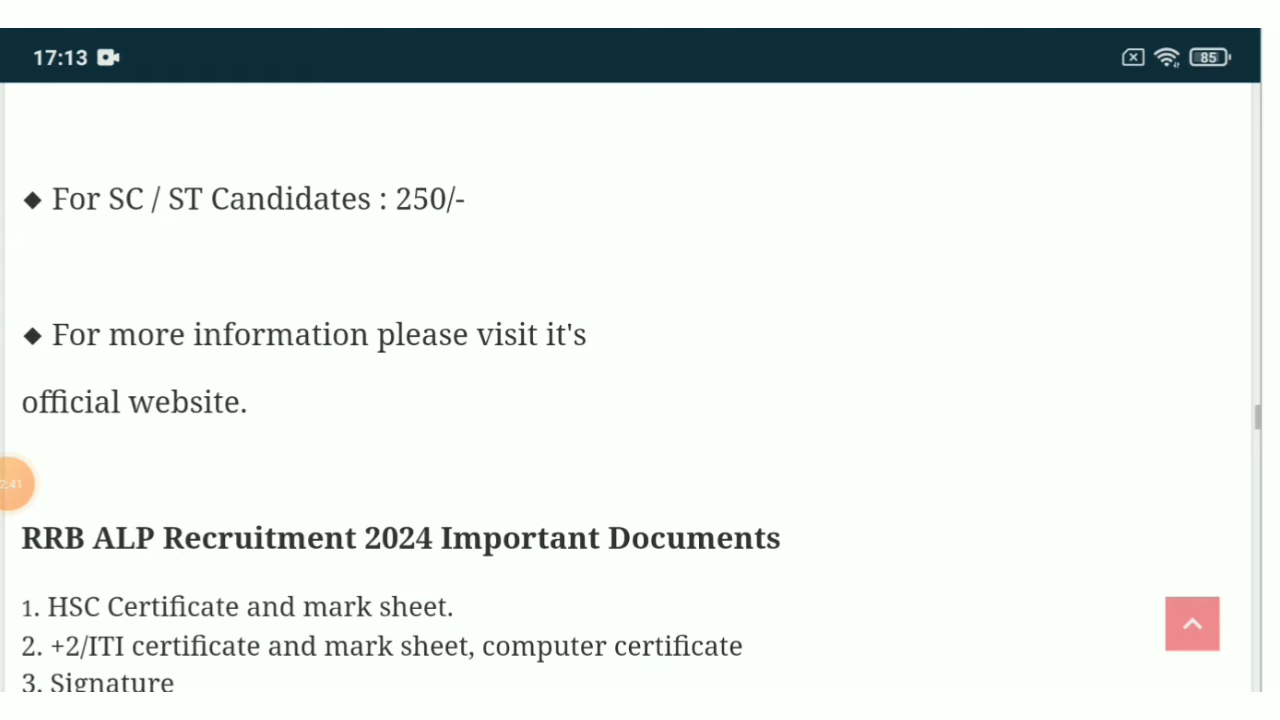 17:13
85
◆ For SC / ST Candidates : 250/-
◆ For more information please visit it's
official website.
2:41
RRB ALP Recruitment 2024 Important Documents
1. HSC Certificate and mark sheet.
2. +2/ITI certificate and mark sheet, computer certificate
3. Signature